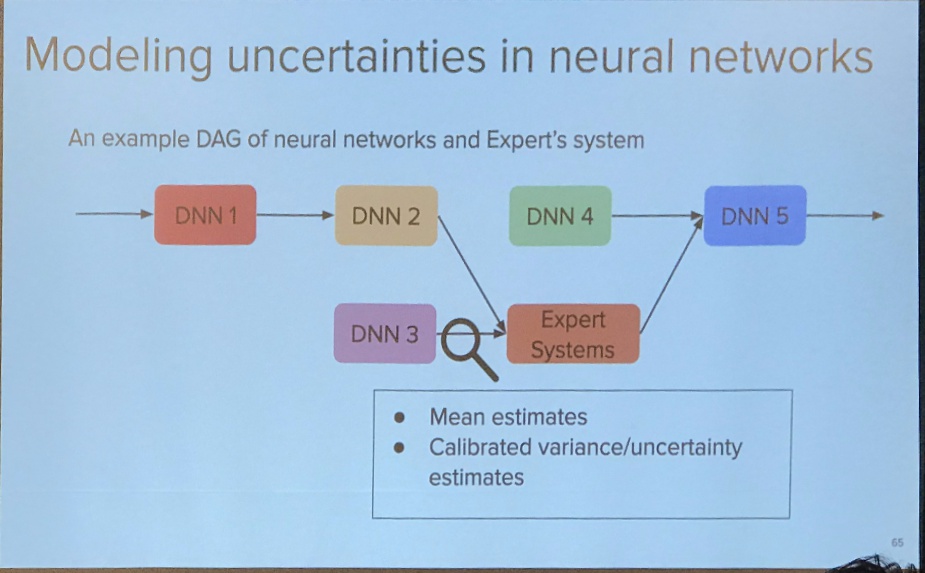 Modeling uncertainties in neural networks
An example DAG of neural networks and Expert's system
DNN 1
DNN 2
DNN 4
DNN 5
DNN 3
Expert
Systems
● Mean estimates
● Calibrated variance/uncertainty
estimates
65